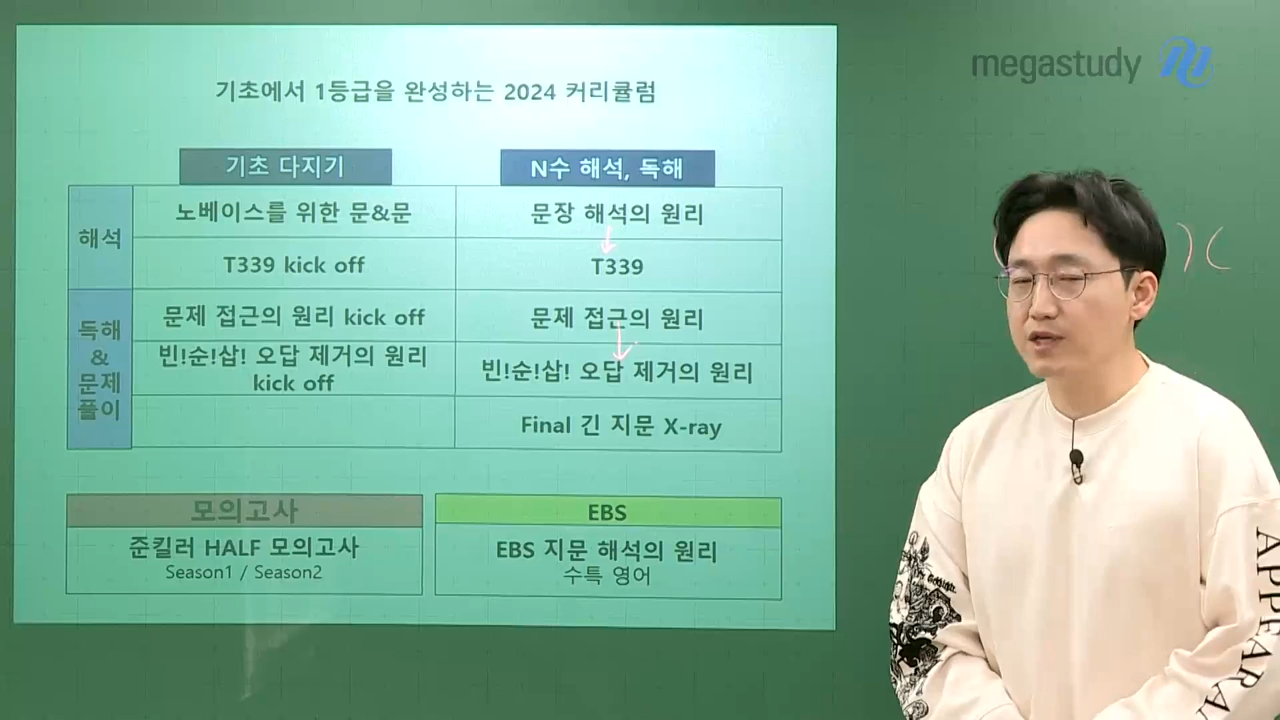 megastudy
기초에서 1등급을 완성하는 2024 커리큘럼
기초 다지기
N수 해석, 독해
해석
노베이스를 위한 문&문
문장 해석의 원리
T339 kick off
T339
독해
&
문제
풀이
문제 접근의 원리 kick off
문제 접근의 원리
빈!순!삽! 오답 제거의 원리
kick off
빈!순!삽! 오답 제거의 원리
Final 긴 지문 X-ray
모의고사
EBS
준킬러 HALF 모의고사
Season1 / Season2
EBS 지문 해석의 원리
수특 영어
APPEARA